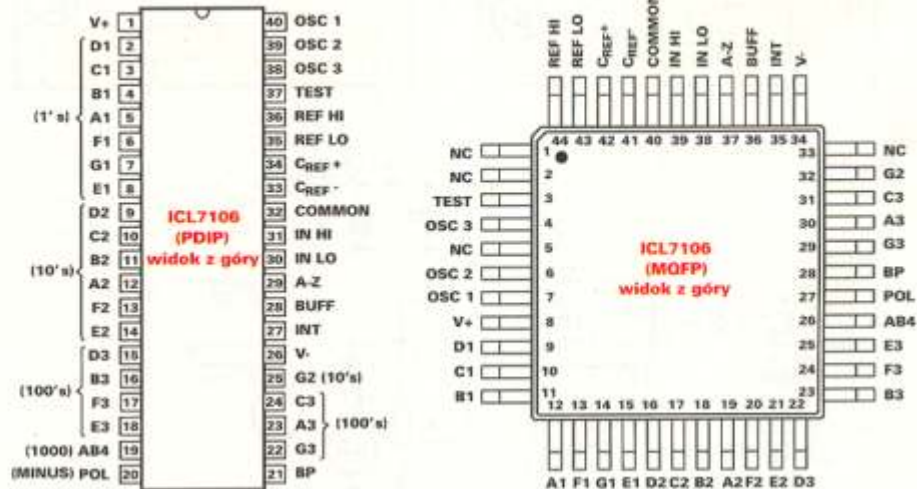 V+ 1 40 OSC 1
D1 2 39 OSC 2
C1 3 38 OSC 3
B1 4 37 TEST
(1's) A1 5 36 REF HI
F1 6 35 REF LO
G1 7 34 CREF+
E1 8 33 CREF-
D2 9 32 COMMON
C2 10 31 IN HI
(10's) B2 11 30 IN LO
A2 12 29 A-Z
F2 13 28 BUFF
E2 14 27 INT
D3 15 26 V-
(100's) B3 16 25 G2 (10's)
F3 17 24 C3
E3 18 23 A3 (100's)
(1000) AB4 19 22 G3
(MINUS) POL 20 21 BP
ICL7106
(PDIP)
widok z góry
REF HI REF LO CREF+ CREF- COMMON IN HI IN LO A-Z BUFF INT V-
44 43 42 41 40 39 38 37 36 35 34
NC 1 33 NC
NC 2 32 G2
TEST 3 31 C3
OSC 3 4 30 A3
NC 5 29 G3
OSC 2 6 28 BP
OSC 1 7 27 POL
V+ 8 26 AB4
D1 9 25 E3
C1 10 24 F3
B1 11 23 B3
ICL7106
(MQFP)
widok z góry
12 13 14 15 16 17 18 19 20 21 22
A1 F1 G1 E1 D2 C2 B2 A2 F2 E2 D3